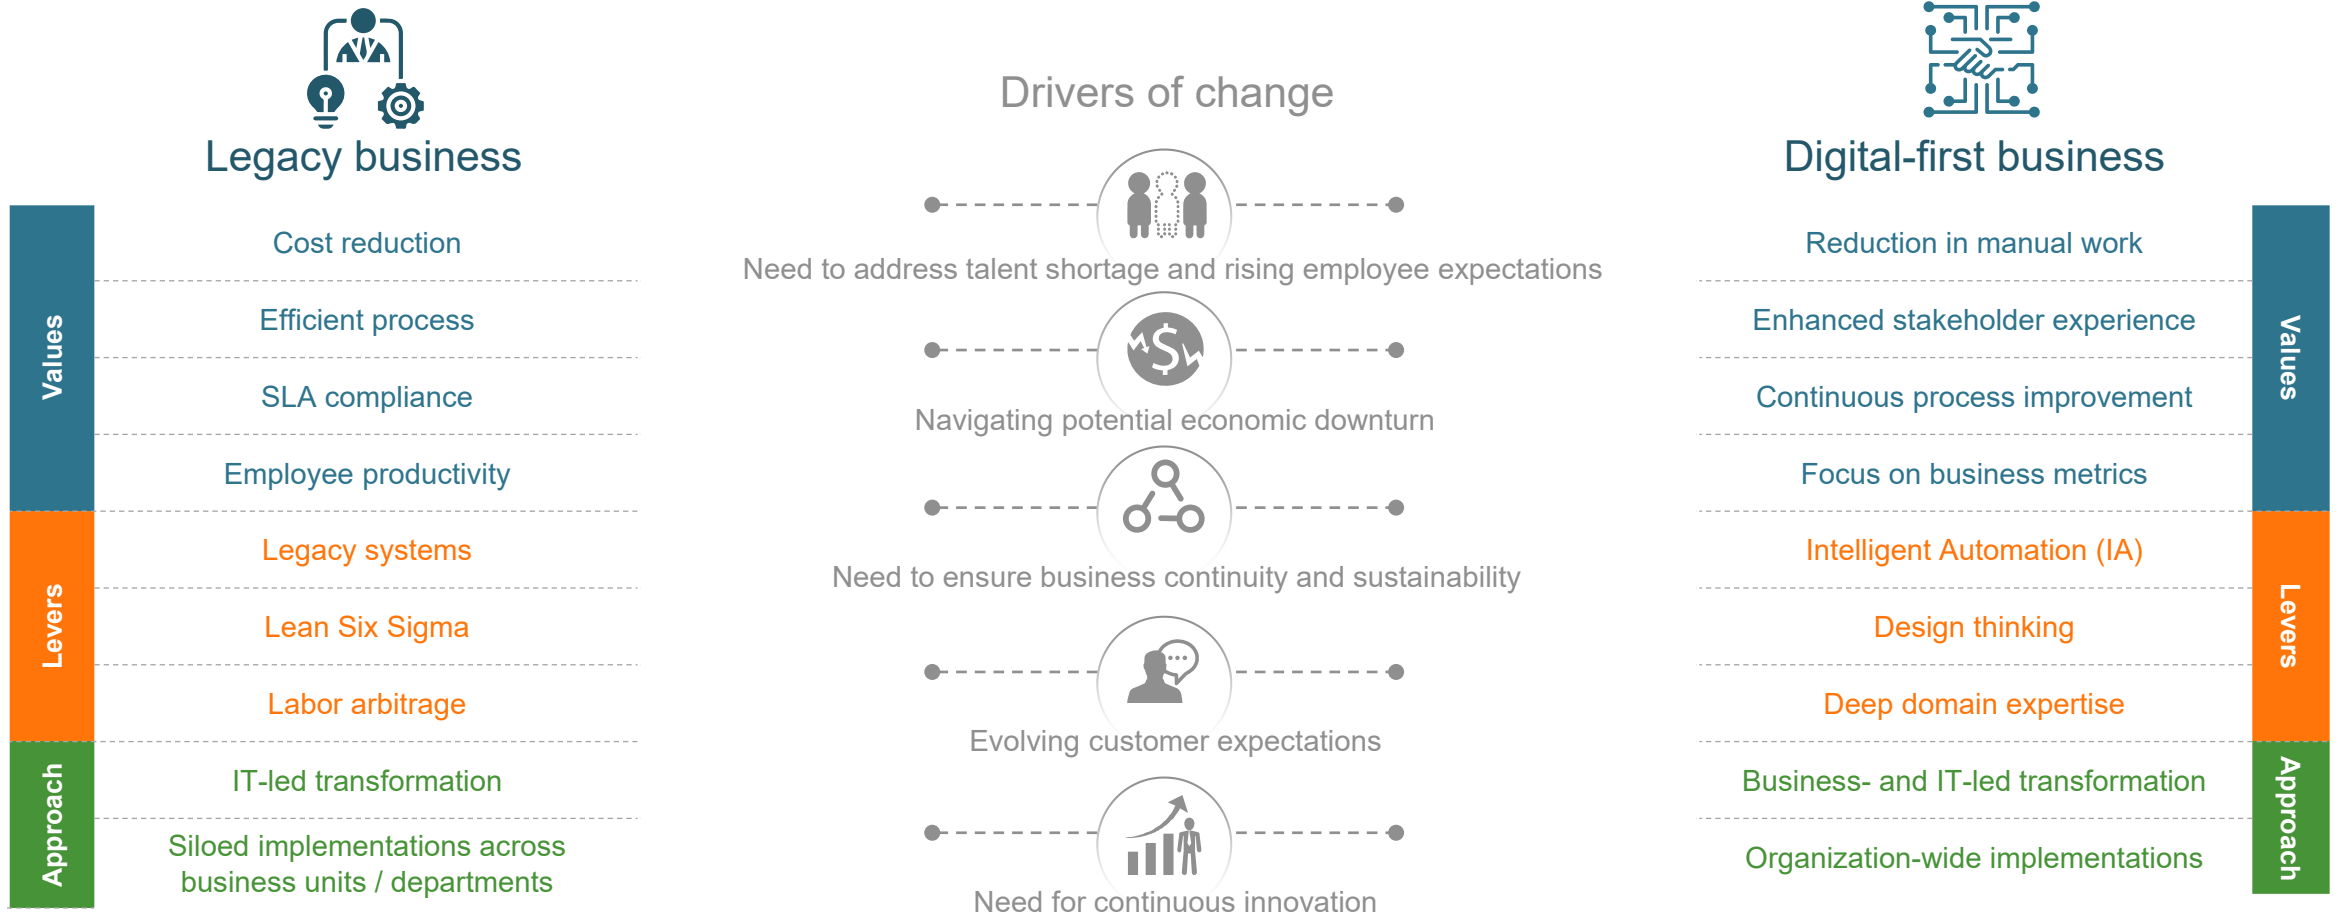 Legacy business
Values
Cost reduction
Efficient process
SLA compliance
Employee productivity
Levers
Legacy systems
Lean Six Sigma
Labor arbitrage
Approach
IT-led transformation
Siloed implementations across
business units / departments
Drivers of change
Need to address talent shortage and rising employee expectations
$
Navigating potential economic downturn
Need to ensure business continuity and sustainability
Evolving customer expectations
Need for continuous innovation
Digital-first business
Values
Reduction in manual work
Enhanced stakeholder experience
Continuous process improvement
Focus on business metrics
Levers
Intelligent Automation (IA)
Design thinking
Deep domain expertise
Approach
Business- and IT-led transformation
Organization-wide implementations